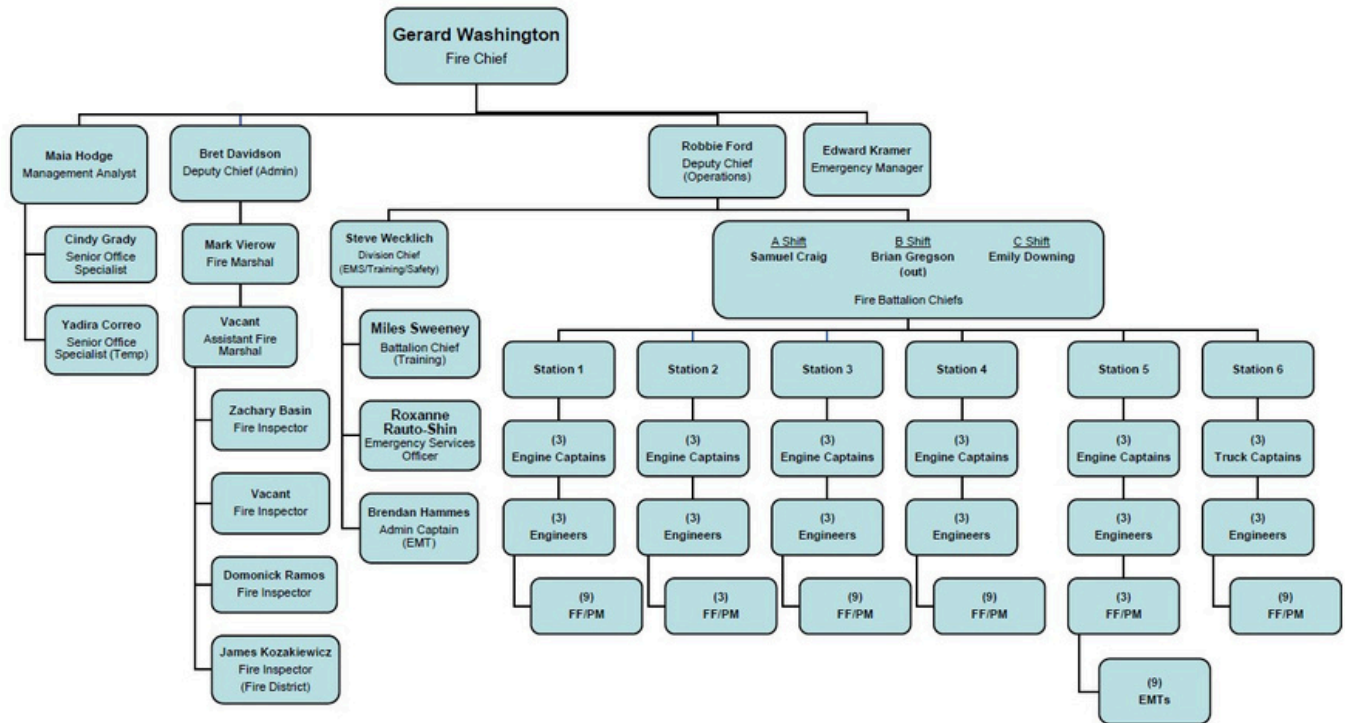 Gerard Washington
Fire Chief
Maia Hodge
Management Analyst
Bret Davidson
Deputy Chief (Admin)
Robbie Ford
Deputy Chief
(Operations)
Edward Kramer
Emergency Manager
Cindy Grady
Senior Office
Specialist
Yadira Correo
Senior Office
Specialist (Temp)
Mark Vierow
Fire Marshal
Vacant
Assistant Fire
Marshal
Zachary Basin
Fire Inspector
Vacant
Fire Inspector
Domonick Ramos
Fire Inspector
James Kozakiewicz
Fire Inspector
(Fire District)
Steve Wecklich
Division Chief
(EMS/Training/Safety)
Miles Sweeney
Battalion Chief
(Training)
Roxanne
Rauto-Shin
Emergency Services
Officer
Brendan Hammes
Admin Captain
(EMT)
A Shift
Samuel Craig
B Shift
Brian Gregson
(out)
C Shift
Emily Downing
Fire Battalion Chiefs
Station 1
(3)
Engine Captains
(3)
Engineers
(9)
FF/PM
Station 2
(3)
Engine Captains
(3)
Engineers
(3)
FF/PM
Station 3
(3)
Engine Captains
(3)
Engineers
(9)
FF/PM
Station 4
(3)
Engine Captains
(3)
Engineers
(9)
FF/PM
Station 5
(3)
Engine Captains
(3)
Engineers
(3)
FF/PM
(9)
EMTs
Station 6
(3)
Truck Captains
(3)
Engineers
(9)
FF/PM